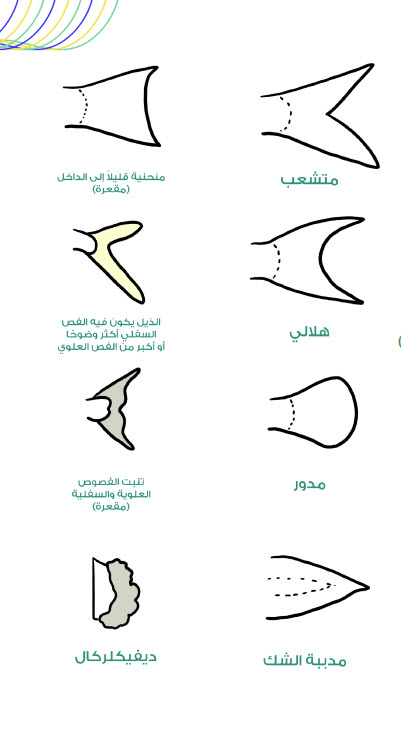 متشعب
منحنية قليلاً إلى الداخل
(مقعرة)
هلالي
الذيل يكون فيه الفص
السفلي أكثر وضوحًا
أو أكبر من الفص العلوي
مدور
تنبت الفصوص
العلوية والسفلية
(مقعرة)
مدببة الشك
ديفيكلركال